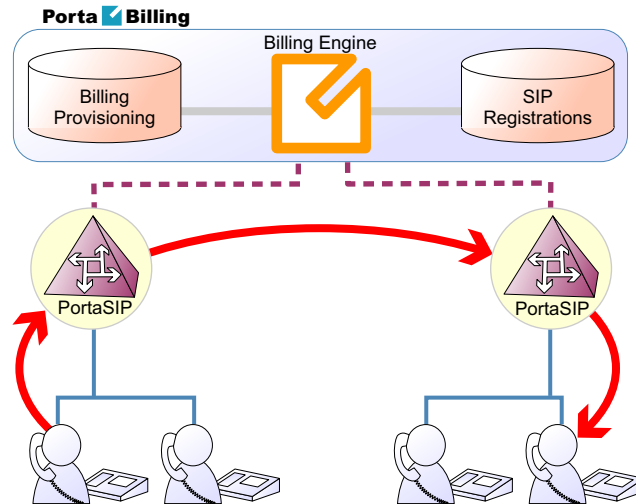 Porta Billing
Billing Engine
Billing
Provisioning
SIP
Registrations
PortaSIP
PortaSIP